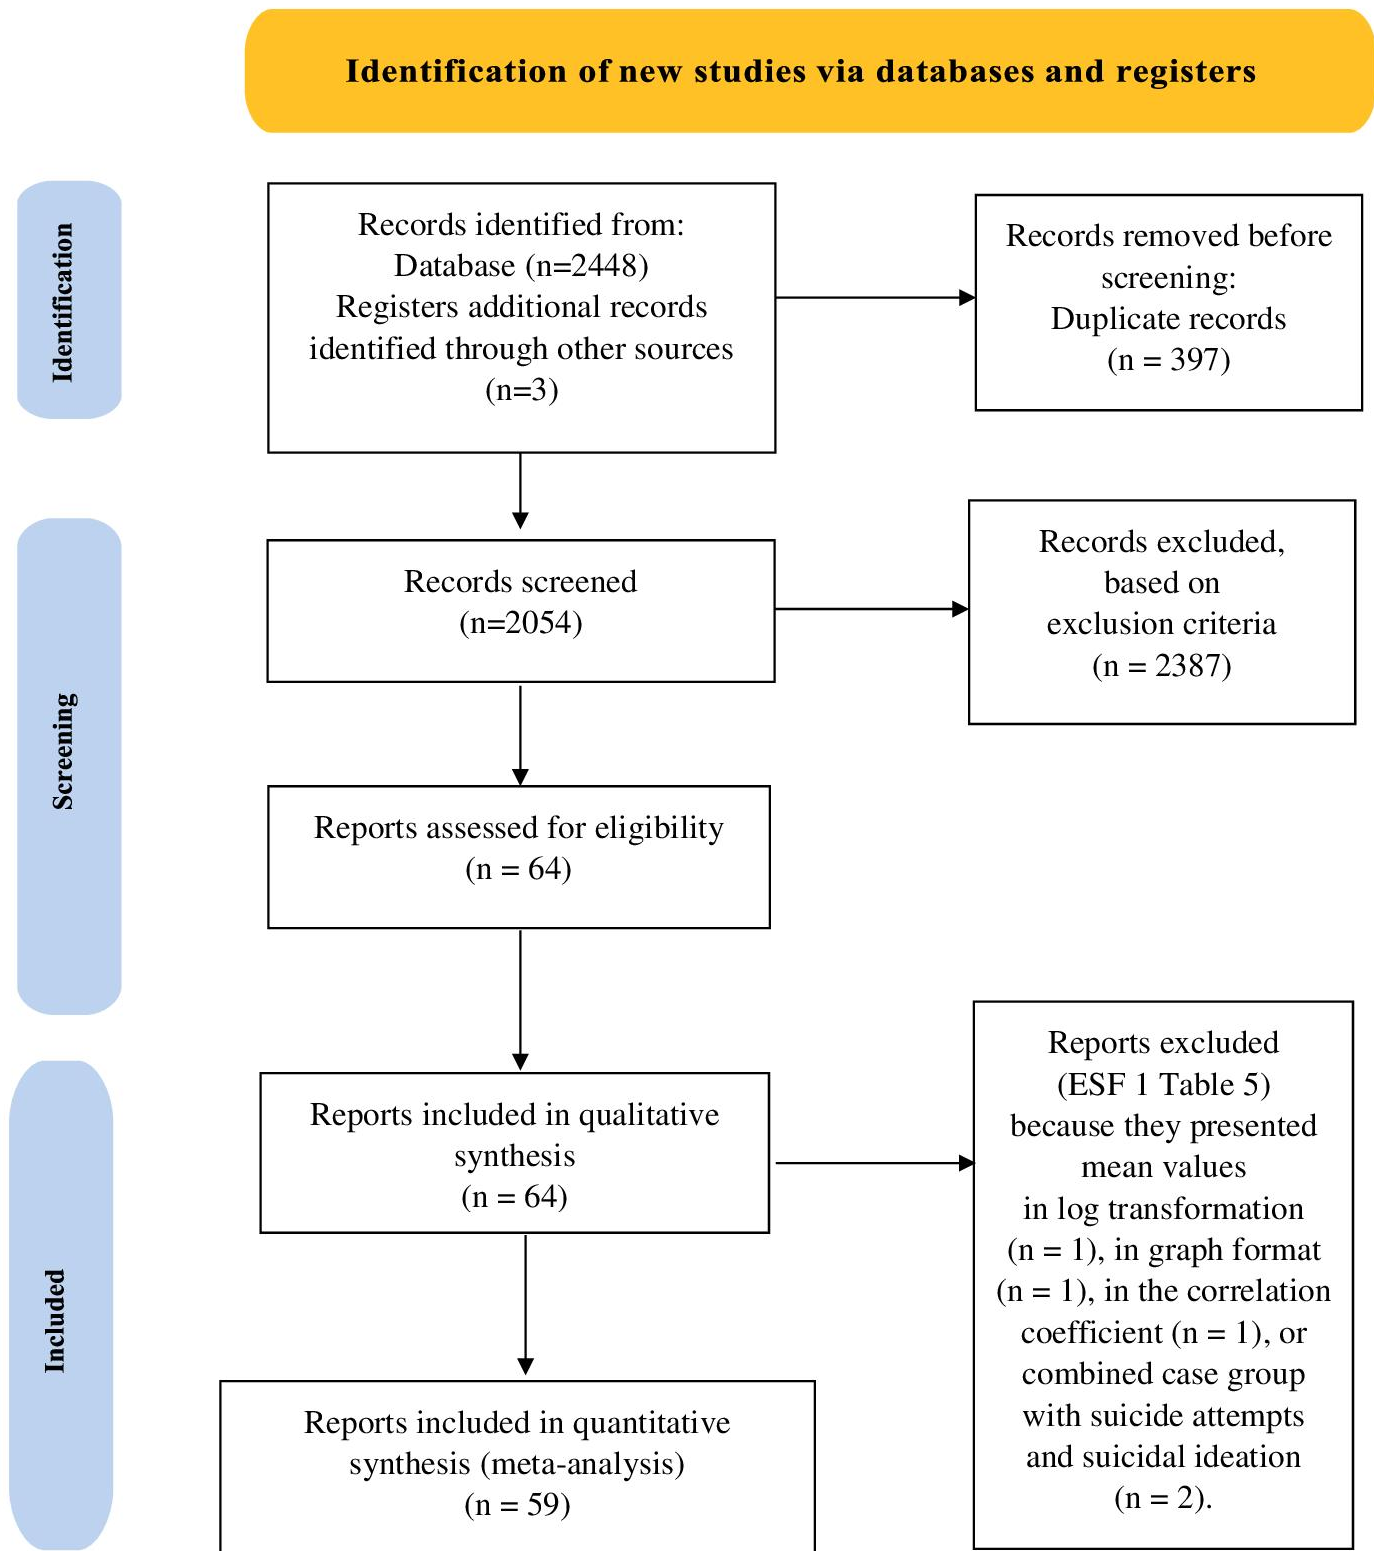 Identification of new studies via databases and registers
Identification
Records identified from:
Database (n=2448)
Registers additional records
identified through other sources
(n=3)
Records removed before
screening:
Duplicate records
(n = 397)
Screening
Records screened
(n=2054)
Records excluded,
based on
exclusion criteria
(n = 2387)
Reports assessed for eligibility
(n = 64)
Included
Reports included in qualitative
synthesis
(n = 64)
Reports excluded
(ESF 1 Table 5)
because they presented
mean values
in log transformation
(n = 1), in graph format
(n = 1), in the correlation
coefficient (n = 1), or
combined case group
with suicide attempts
and suicidal ideation
(n = 2).
Reports included in quantitative
synthesis (meta-analysis)
(n = 59)